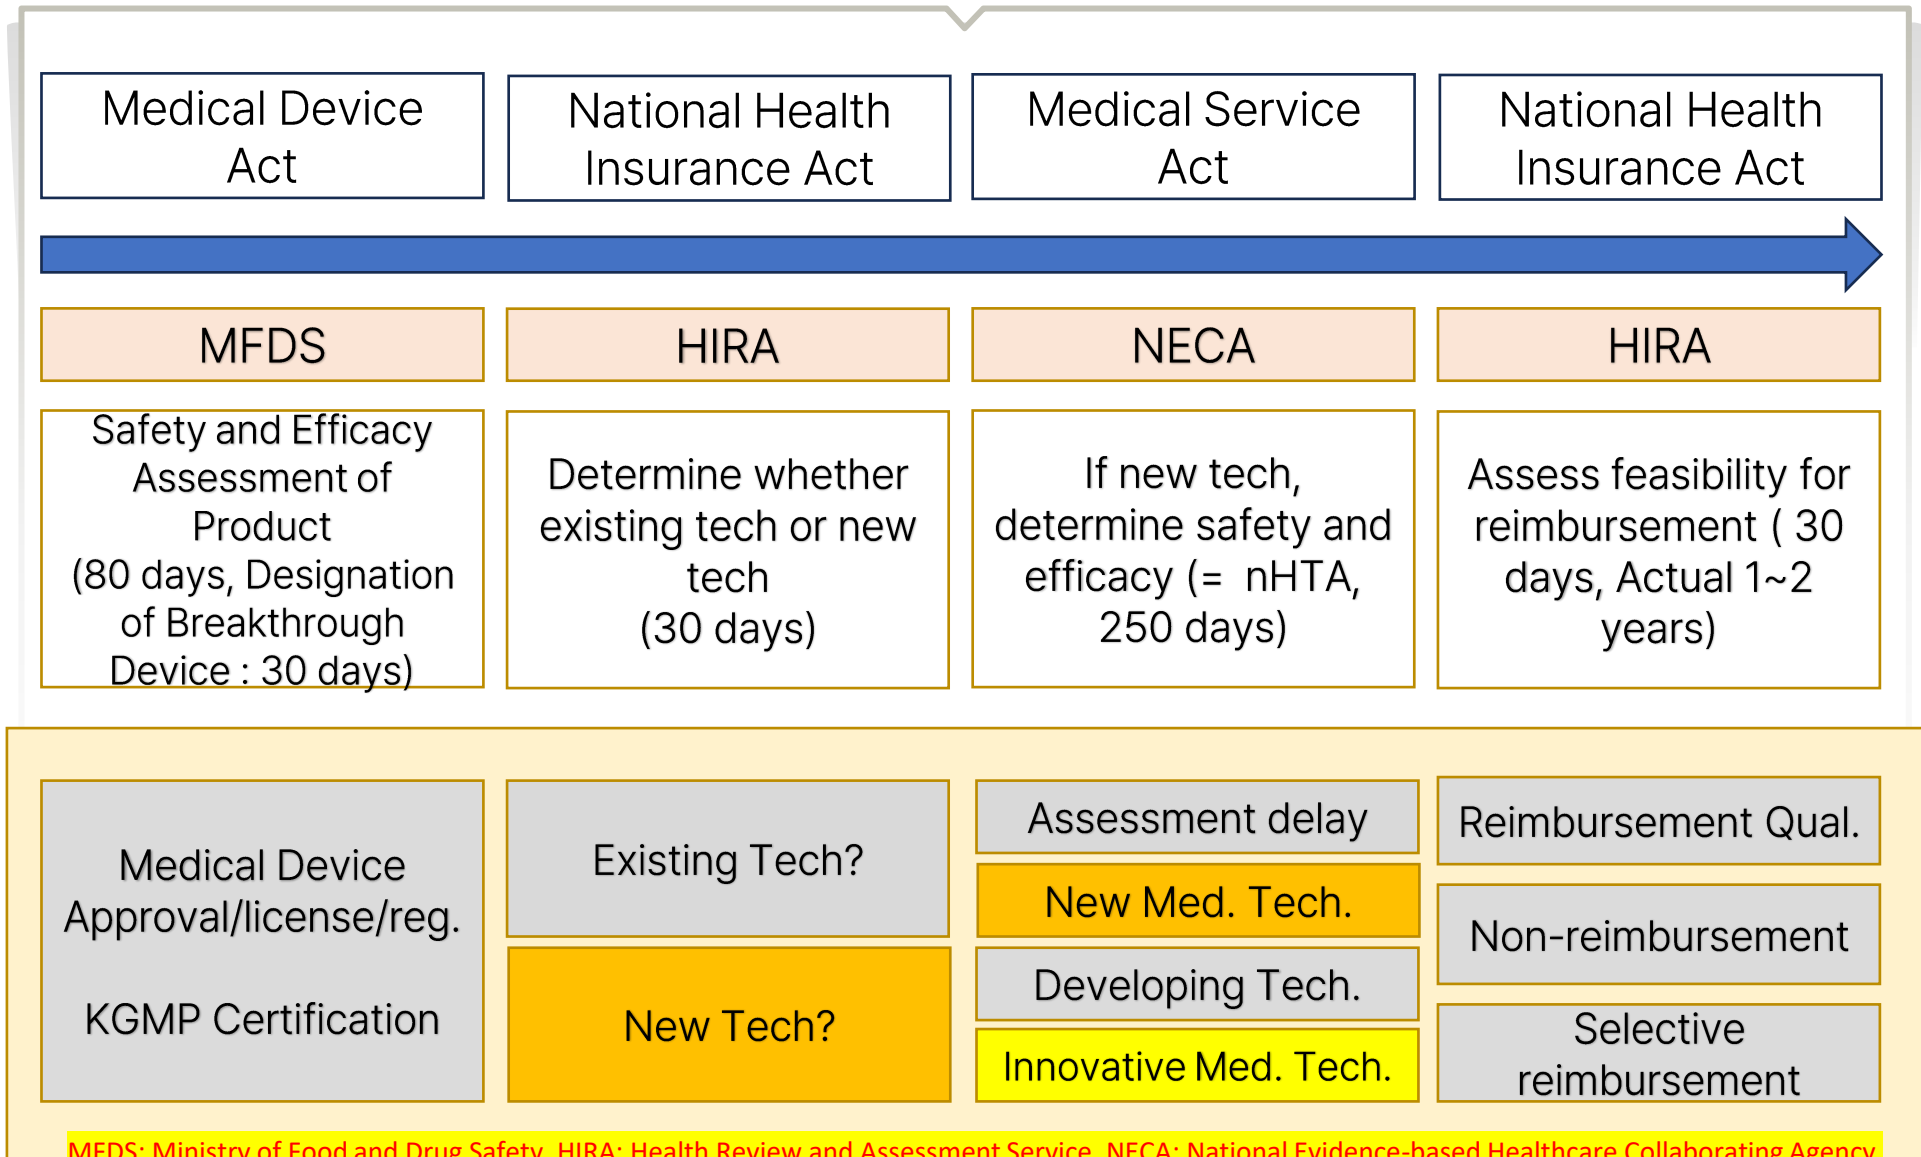 Medical Device
Act
National Health
Insurance Act
Medical Service
Act
National Health
Insurance Act
MFDS
HIRA
NECA
HIRA
Safety and Efficacy
Assessment of
Product
(80 days, Designation
of Breakthrough
Device : 30 days)
Determine whether
existing tech or new
tech
(30 days)
If new tech,
determine safety and
efficacy (= nHTA,
250 days)
Assess feasibility for
reimbursement ( 30
days, Actual 1~2
years)
Medical Device
Approval/license/reg.
KGMP Certification
Existing Tech?
New Tech?
Assessment delay
New Med. Tech.
Developing Tech.
Innovative Med. Tech.
Reimbursement Qual.
Non-reimbursement
Selective
reimbursement
MFDS: Ministry of Food and Drug Safety, HIRA: Health Review and Assessment Service, NECA: National Evidence-based Healthcare Collaborating Agency